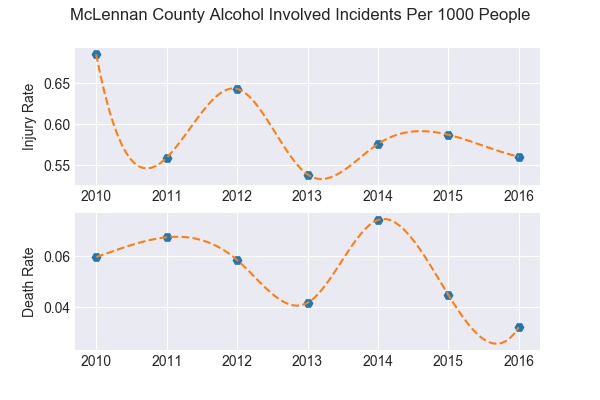 McLennan County Alcohol Involved Incidents Per 1000 People
Injury Rate
0.65
0.60
0.55
2010 2011 2012 2013 2014 2015 2016
Death Rate
0.06
0.04
2010 2011 2012 2013 2014 2015 2016